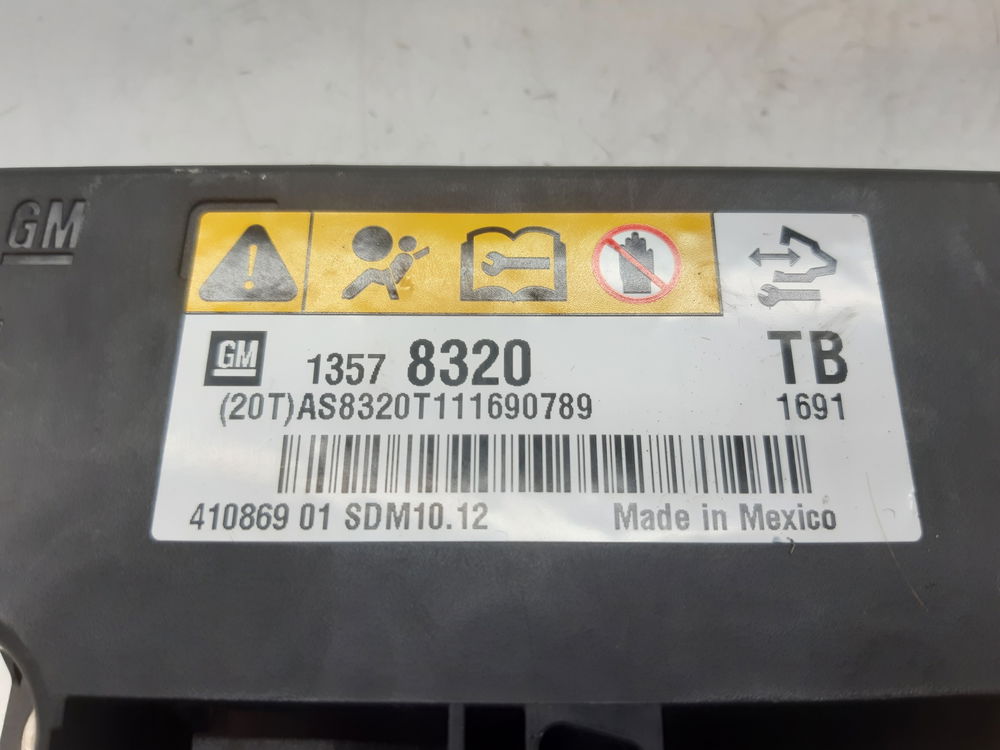 GM
GM 1357 8320 TB
(20T)AS8320T111690789 1691
410869 01 SDM10.12 Made in Mexico